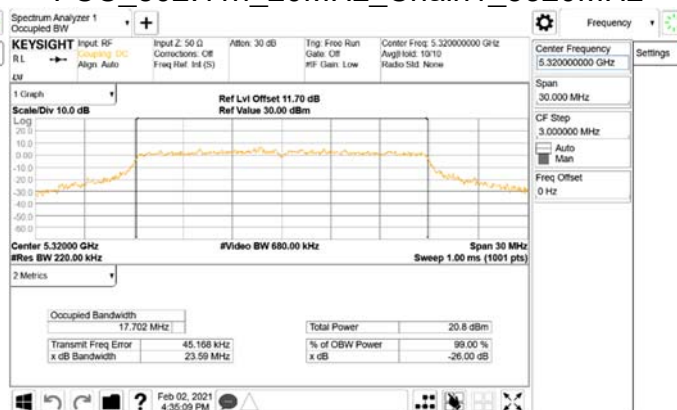 Spectrum Analyzer 1
Occupied BW
Frequency
KEYSIGHT
Input: RF
Coupling: DC
Align: Auto
Input Z: 50 Ω
Corrections: Off
Freq Ref: Int (S)
Atten: 30 dB
Trig: Free Run
Gate: Off
#IF Gain: Low
Center Freq: 5.320000000 GHz
Avg|Hold: 10/10
Radio Std: None
Center Frequency
5.320000000 GHz
Settings
Span
30.000 MHz
CF Step
3.000000 MHz
Auto
Man
Freq Offset
0 Hz
1 Graph
Scale/Div 10.0 dB
Ref Lvl Offset 11.70 dB
Ref Value 30.00 dBm
Log
20.0
10.0
0.00
-10.0
-20.0
-30.0
-40.0
-50.0
-60.0
Center 5.32000 GHz
#Video BW 680.00 kHz
Span 30 MHz
#Res BW 220.00 kHz
Sweep 1.00 ms (1001 pts)
2 Metrics
Occupied Bandwidth
17.702 MHz
Total Power 20.8 dBm
Transmit Freq Error 45.168 kHz
% of OBW Power 99.00 %
x dB Bandwidth 23.59 MHz
x dB -26.00 dB
Feb 02, 2021
4:35:09 PM